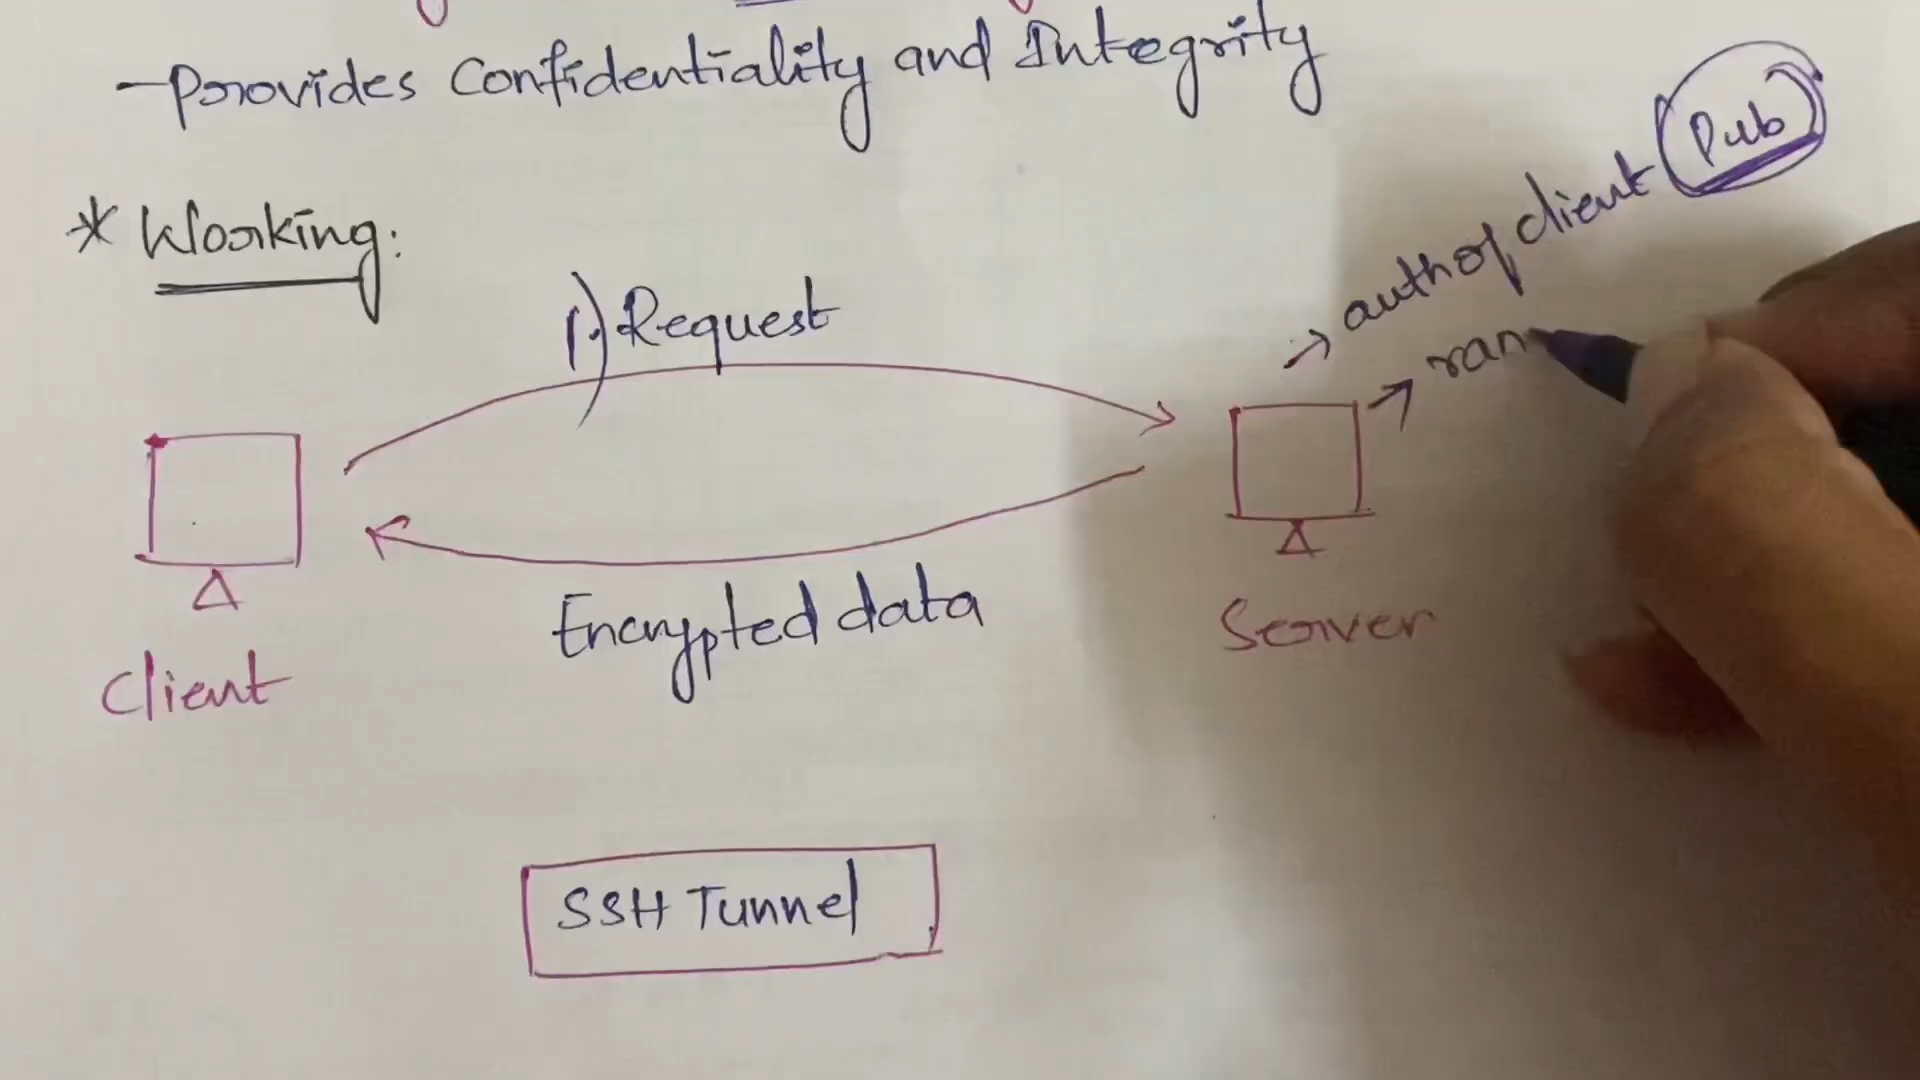 - Provides Confidentiality and Integrity
* Working:
1.) Request
→ auth of client Pub
→ ran
Encrypted data
Client
Server
SSH Tunnel